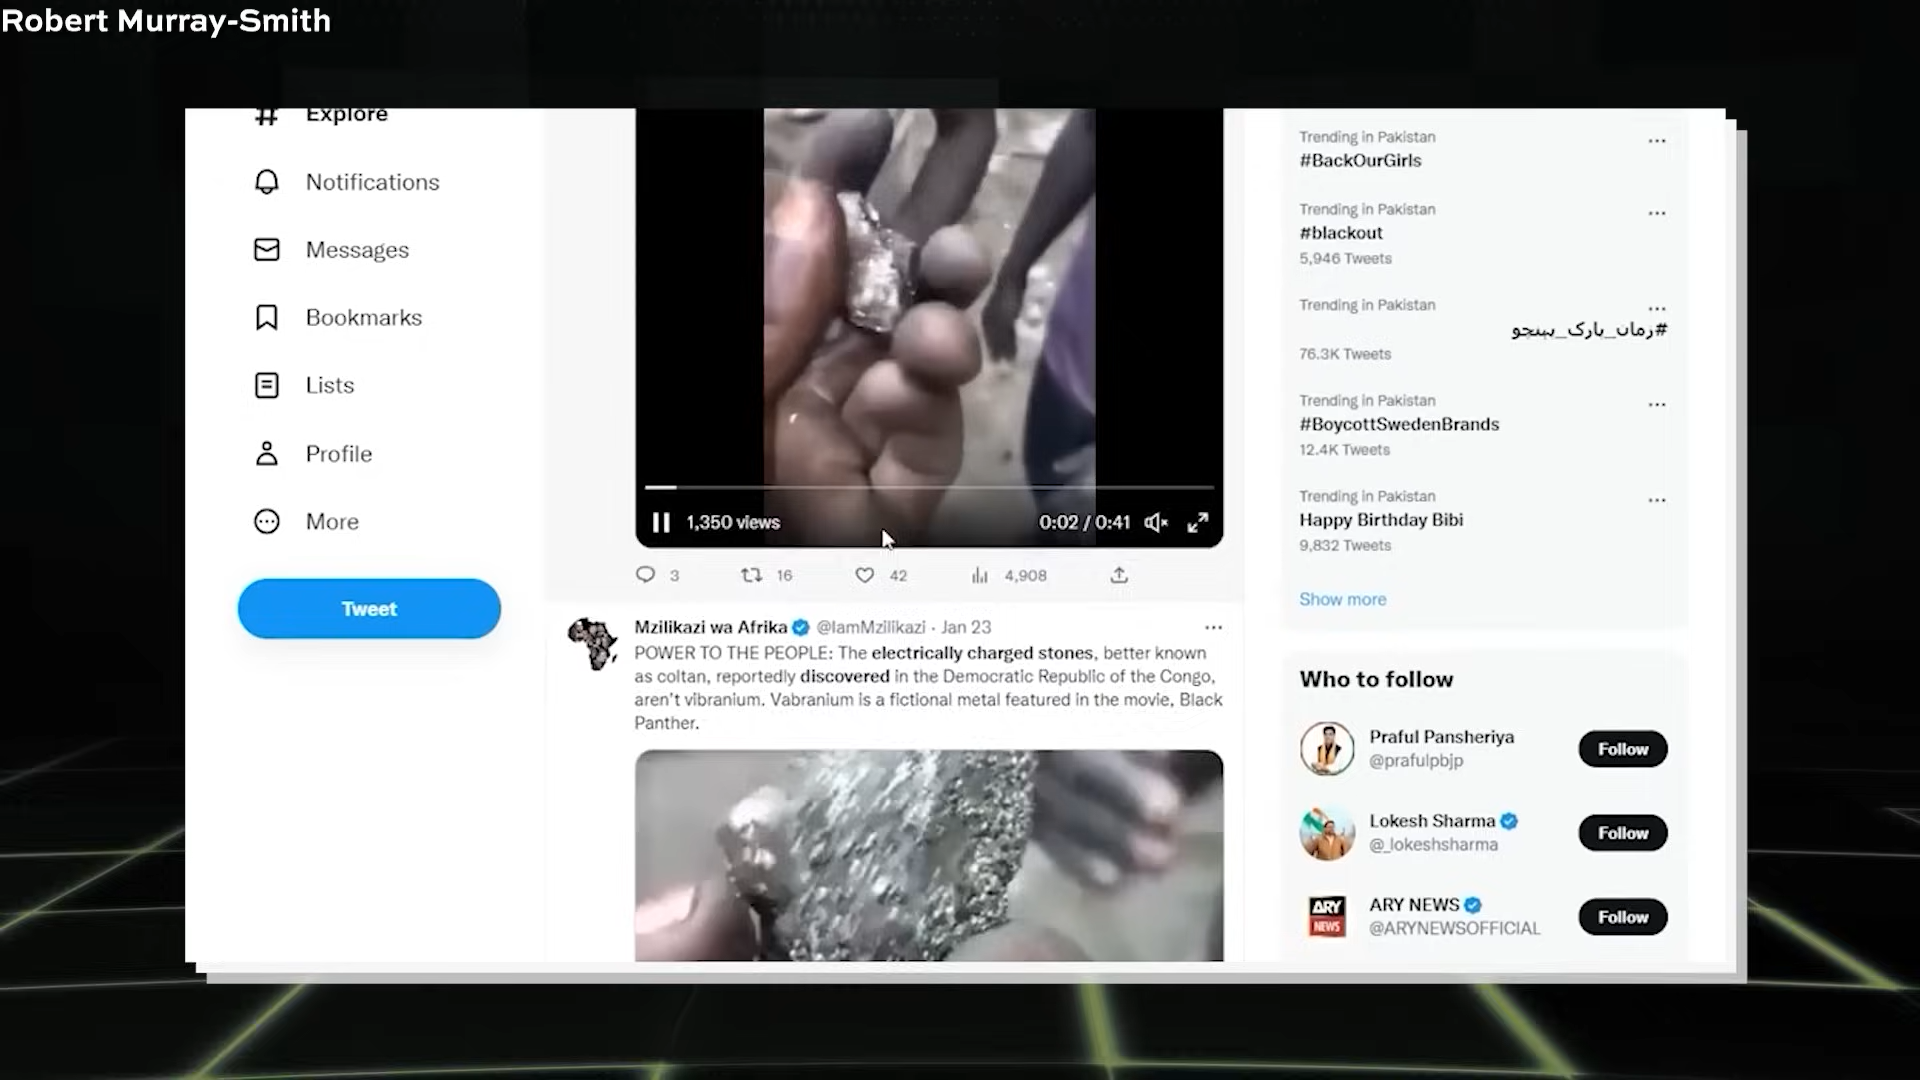 Robert Murray-Smith
Explore
Notifications
Messages
Bookmarks
Lists
Profile
More
Tweet
1,350 views
0:02 / 0:41
3
16
42
4,908
Mzilikazi wa Afrika @IamMzilikazi · Jan 23
POWER TO THE PEOPLE: The electrically charged stones, better known
as coltan, reportedly discovered in the Democratic Republic of the Congo,
aren't vibranium. Vabranium is a fictional metal featured in the movie, Black
Panther.
Trending in Pakistan
#BackOurGirls
Trending in Pakistan
#blackout
5,946 Tweets
Trending in Pakistan
#زمان_پارک_پہنچو
76.3K Tweets
Trending in Pakistan
#BoycottSwedenBrands
12.4K Tweets
Trending in Pakistan
Happy Birthday Bibi
9,832 Tweets
Show more
Who to follow
Praful Pansheriya
@prafulpbjp
Follow
Lokesh Sharma
@_lokeshsharma
Follow
ARY NEWS
ARY NEWS
@ARYNEWSOFFICIAL
Follow